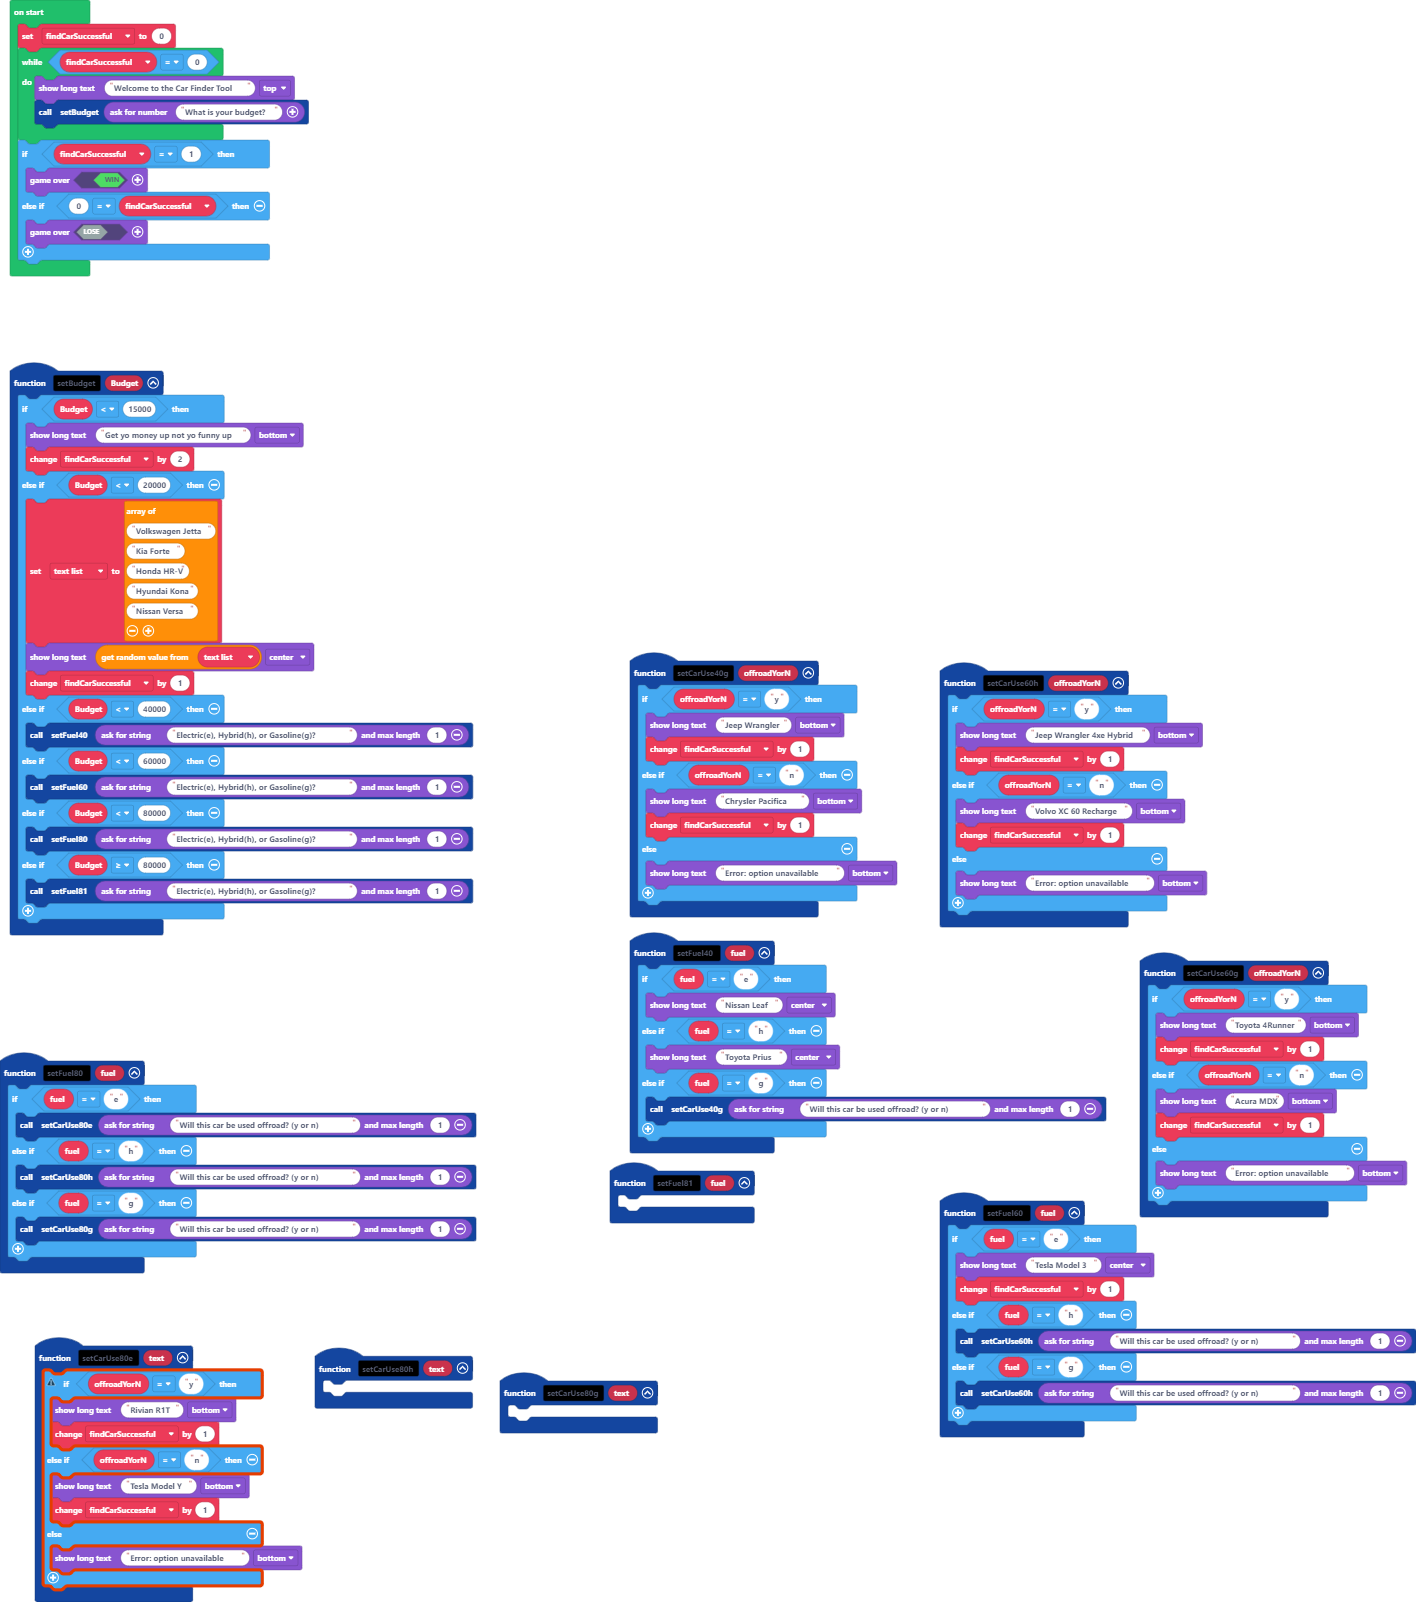 on start
set findCarSuccessful to 0
while findCarSuccessful = 0
do
show long text "Welcome to the Car Finder Tool" top
call setBudget ask for number "What is your budget?"
if findCarSuccessful = 1 then
game over WIN
else if 0 = findCarSuccessful then
game over LOSE
function setBudget Budget
if Budget < 15000 then
show long text "Get yo money up not yo funny up" bottom
change findCarSuccessful by 2
else if Budget < 20000 then
array of
"Volkswagen Jetta"
"Kia Forte"
set text list to "Honda HR-V"
"Hyundai Kona"
"Nissan Versa"
show long text get random value from text list center
change findCarSuccessful by 1
else if Budget < 40000 then
call setFuel40 ask for string "Electric(e), Hybrid(h), or Gasoline(g)?" and max length 1
else if Budget < 60000 then
call setFuel60 ask for string "Electric(e), Hybrid(h), or Gasoline(g)?" and max length 1
else if Budget < 80000 then
call setFuel80 ask for string "Electric(e), Hybrid(h), or Gasoline(g)?" and max length 1
else if Budget ≥ 80000 then
call setFuel81 ask for string "Electric(e), Hybrid(h), or Gasoline(g)?" and max length 1
function setCarUse40g offroadYorN
if offroadYorN = "y" then
show long text "Jeep Wrangler" bottom
change findCarSuccessful by 1
else if offroadYorN = "n" then
show long text "Chrysler Pacifica" bottom
change findCarSuccessful by 1
else
show long text "Error: option unavailable" bottom
function setCarUse60h offroadYorN
if offroadYorN = "y" then
show long text "Jeep Wrangler 4xe Hybrid" bottom
change findCarSuccessful by 1
else if offroadYorN = "n" then
show long text "Volvo XC 60 Recharge" bottom
change findCarSuccessful by 1
else
show long text "Error: option unavailable" bottom
function setFuel40 fuel
if fuel = "e" then
show long text "Nissan Leaf" center
else if fuel = "h" then
show long text "Toyota Prius" center
else if fuel = "g" then
call setCarUse40g ask for string "Will this car be used offroad? (y or n)" and max length 1
function setCarUse60g offroadYorN
if offroadYorN = "y" then
show long text "Toyota 4Runner" bottom
change findCarSuccessful by 1
else if offroadYorN = "n" then
show long text "Acura MDX" bottom
change findCarSuccessful by 1
else
show long text "Error: option unavailable" bottom
function setFuel80 fuel
if fuel = "e" then
call setCarUse80e ask for string "Will this car be used offroad? (y or n)" and max length 1
else if fuel = "h" then
call setCarUse80h ask for string "Will this car be used offroad? (y or n)" and max length 1
else if fuel = "g" then
call setCarUse80g ask for string "Will this car be used offroad? (y or n)" and max length 1
function setFuel81 fuel
function setFuel60 fuel
if fuel = "e" then
show long text "Tesla Model 3" center
change findCarSuccessful by 1
else if fuel = "h" then
call setCarUse60h ask for string "Will this car be used offroad? (y or n)" and max length 1
else if fuel = "g" then
call setCarUse60h ask for string "Will this car be used offroad? (y or n)" and max length 1
function setCarUse80e text
if offroadYorN = "y" then
show long text "Rivian R1T" bottom
change findCarSuccessful by 1
else if offroadYorN = "n" then
show long text "Tesla Model Y" bottom
change findCarSuccessful by 1
else
show long text "Error: option unavailable" bottom
function setCarUse80h text
function setCarUse80g text